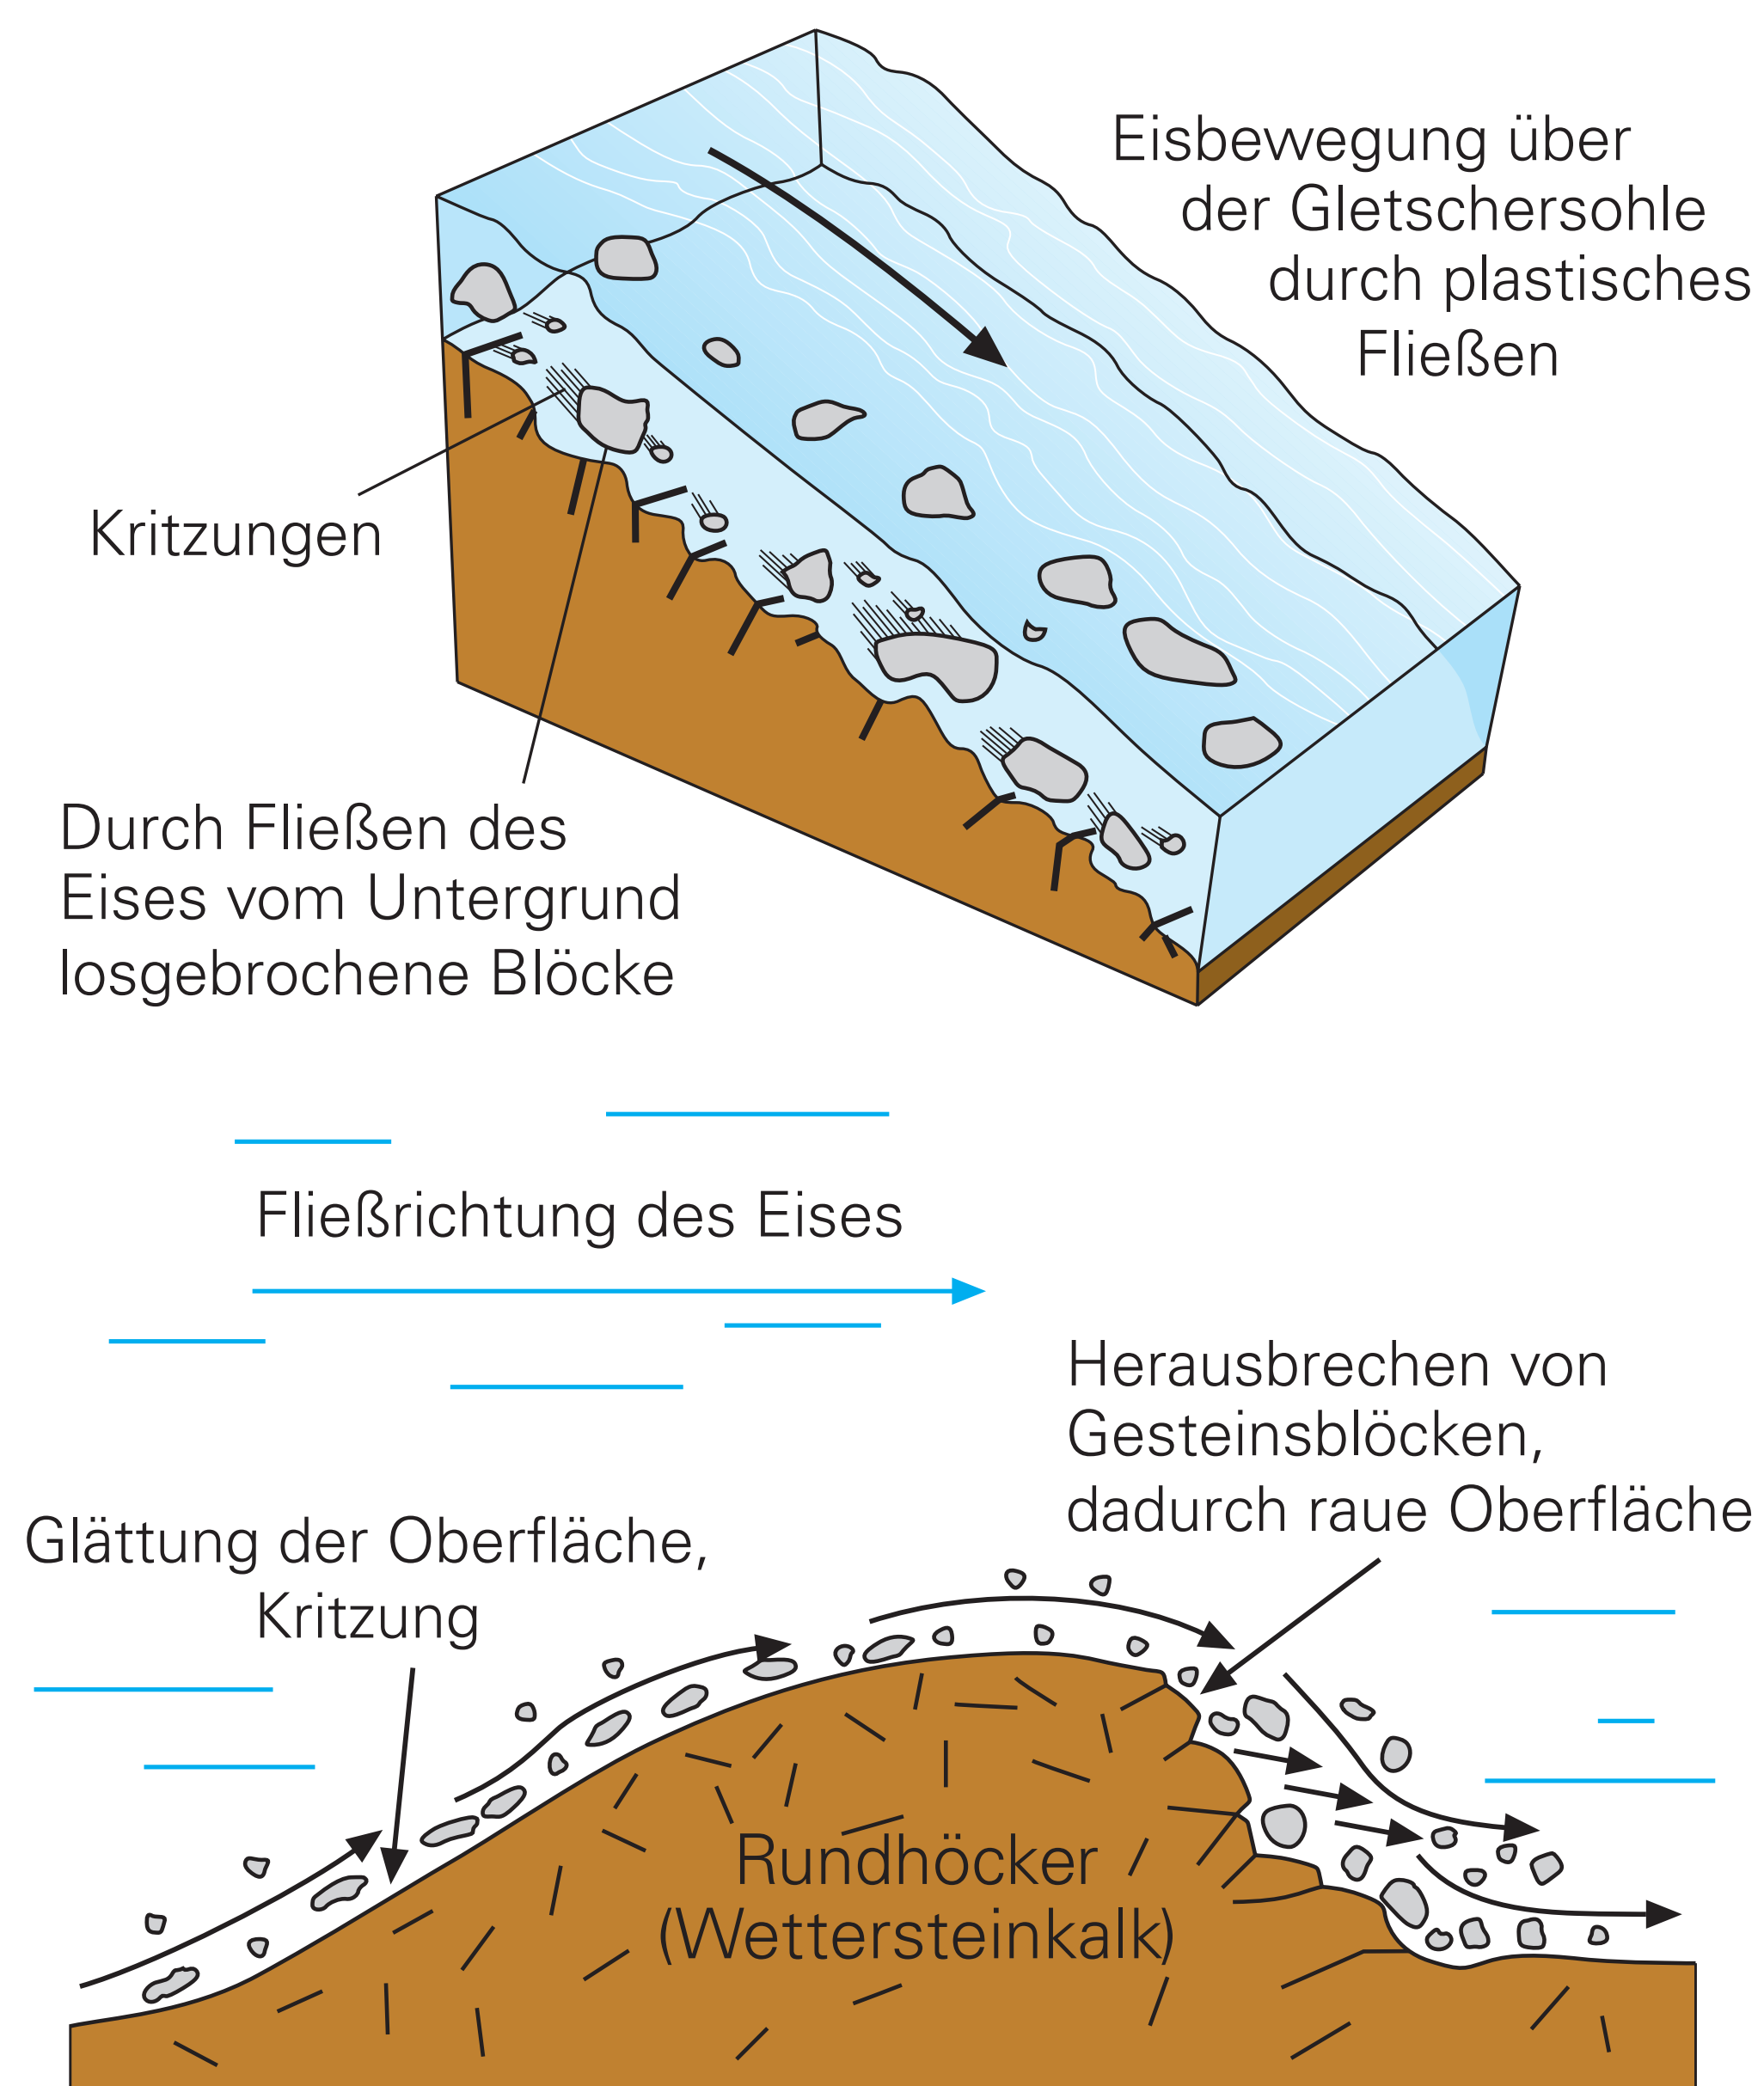 Eisbewegung über
der Gletschersohle
durch plastisches
Fließen
Kritzungen
Durch Fließen des
Eises vom Untergrund
losgebrochene Blöcke
Fließrichtung des Eises
Herausbrechen von
Gesteinsblöcken,
dadurch raue Oberfläche
Glättung der Oberfläche,
Kritzung
Rundhöcker
(Wettersteinkalk)